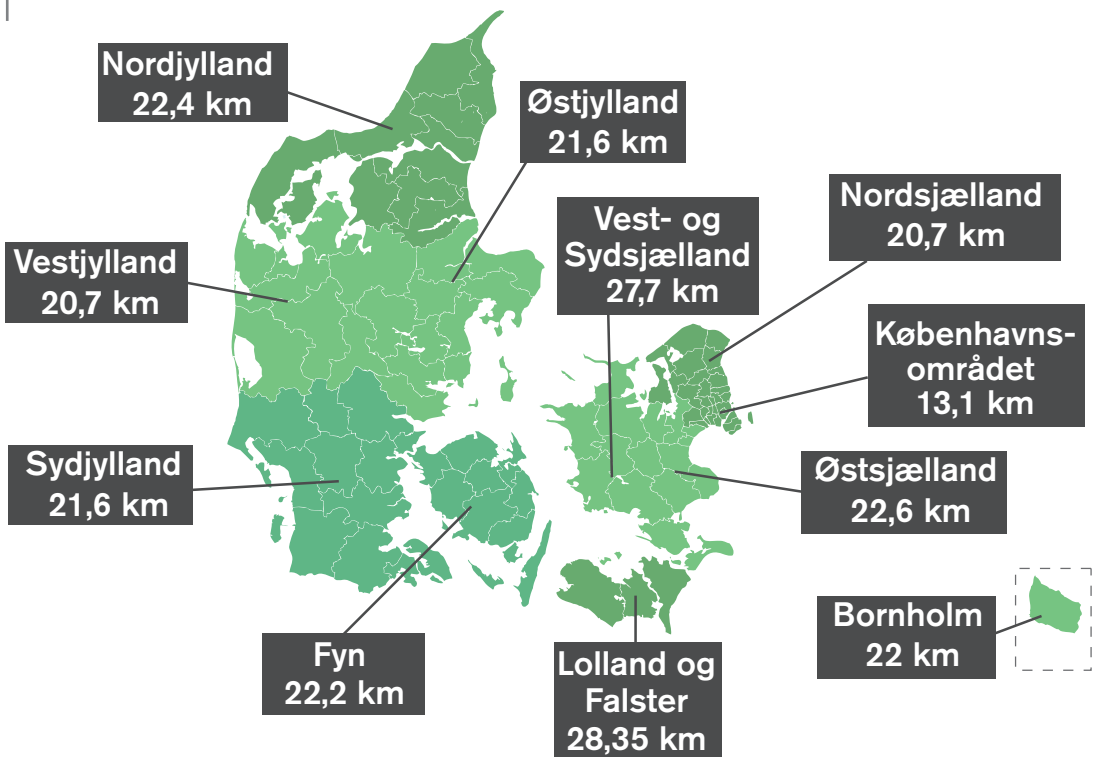 Nordjylland
22,4 km
Østjylland
21,6 km
Nordsjælland
20,7 km
Vest- og
Sydsjælland
27,7 km
Vestjylland
20,7 km
Københavns-
området
13,1 km
Sydjylland
21,6 km
Østsjælland
22,6 km
Bornholm
22 km
Fyn
22,2 km
Lolland og
Falster
28,35 km